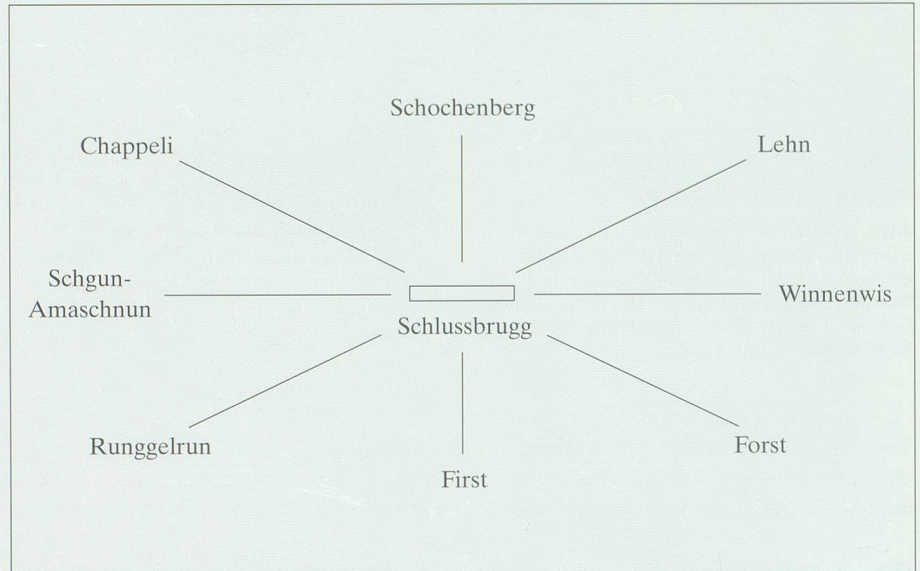 Schochenberg
Chappeli
Lehn
Schgun-
Amaschnun
Winnenwis
Schlussbrugg
Runggelrun
Forst
First